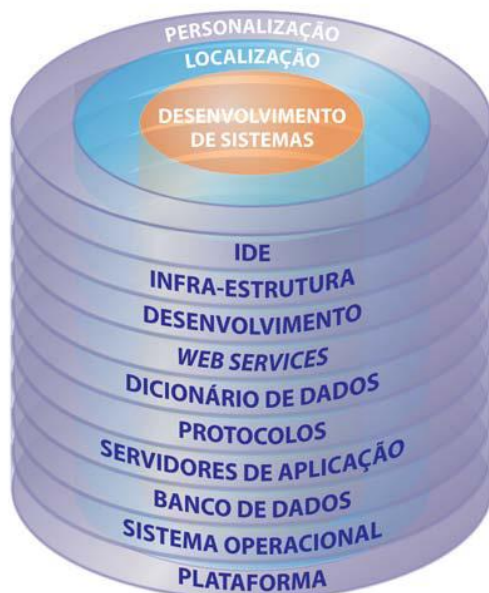 PERSONALIZAÇÃO
LOCALIZAÇÃO
DESENVOLVIMENTO
DE SISTEMAS
IDE
INFRA-ESTRUTURA
DESENVOLVIMENTO
WEB SERVICES
DICIONÁRIO DE DADOS
PROTOCOLOS
SERVIDORES DE APLICAÇÃO
BANCO DE DADOS
SISTEMA OPERACIONAL
PLATAFORMA